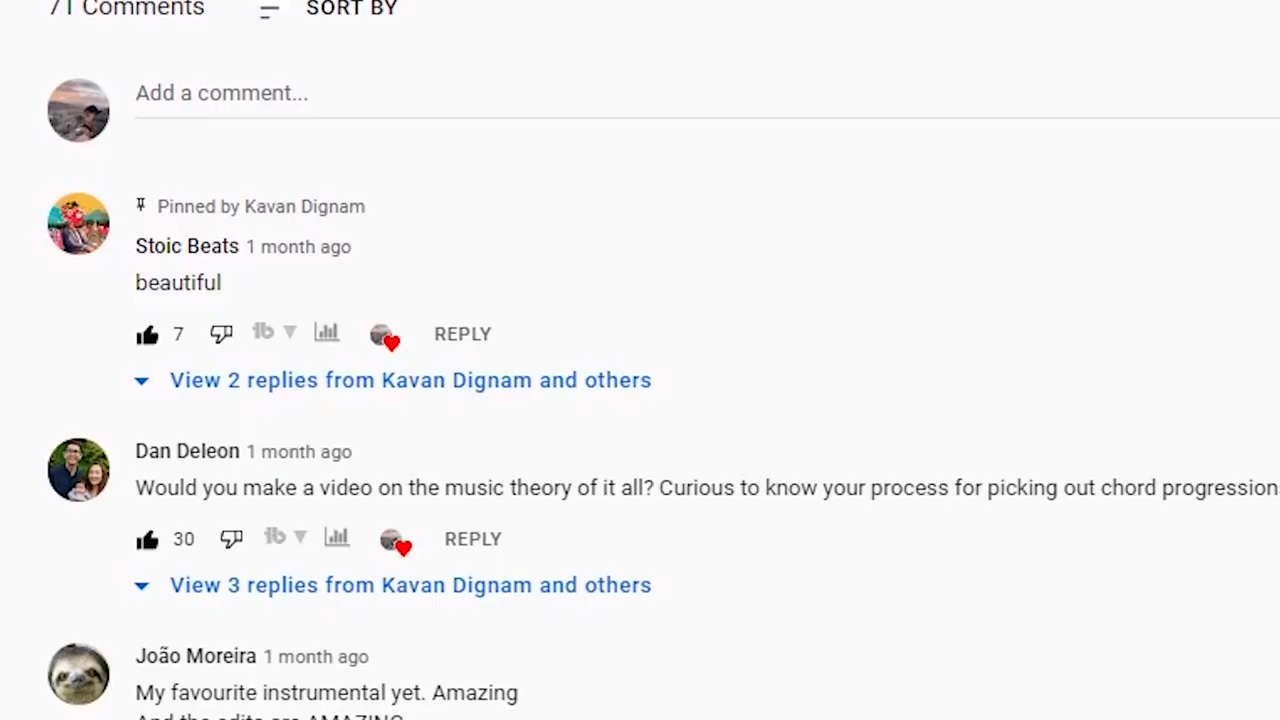 71 Comments
SORT BY
Add a comment...
Pinned by Kavan Dignam
Stoic Beats 1 month ago
beautiful
7
REPLY
View 2 replies from Kavan Dignam and others
Dan Deleon 1 month ago
Would you make a video on the music theory of it all? Curious to know your process for picking out chord progressions
30
REPLY
View 3 replies from Kavan Dignam and others
João Moreira 1 month ago
My favourite instrumental yet. Amazing
And the edits are AMAZING